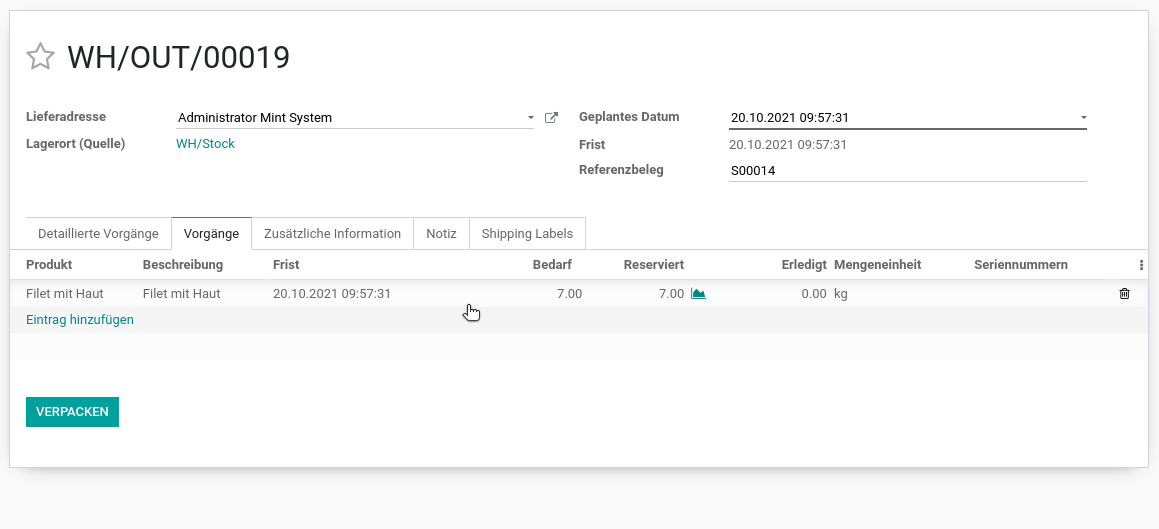 WH/OUT/00019
Lieferadresse Administrator Mint System Geplantes Datum 20.10.2021 09:57:31
Lagerort (Quelle) WH/Stock Frist 20.10.2021 09:57:31
Referenzbeleg S00014
Detaillierte Vorgänge Vorgänge Zusätzliche Information Notiz Shipping Labels
Produkt Beschreibung Frist Bedarf Reserviert Erledigt Mengeneinheit Seriennummern
Filet mit Haut Filet mit Haut 20.10.2021 09:57:31 7.00 7.00 0.00 kg
Eintrag hinzufügen
VERPACKEN